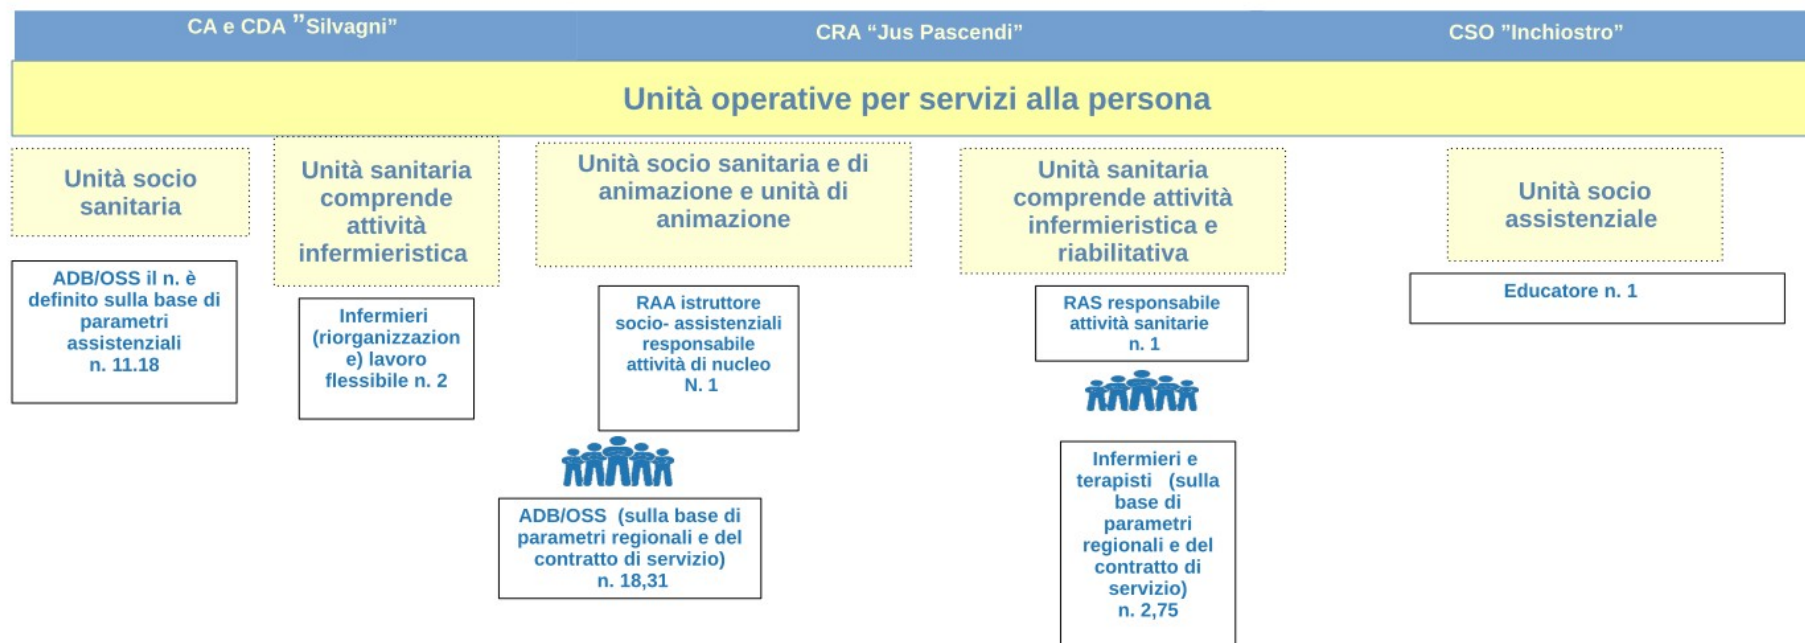 CA e CDA ”Silvagni”
CRA “Jus Pascendi”
CSO ”Inchiostro”
Unità operative per servizi alla persona
Unità socio
sanitaria
ADB/OSS il n. è
definito sulla base di
parametri
assistenziali
n. 11.18
Unità sanitaria
comprende
attività
infermieristica
Infermieri
(riorganizzazion
e) lavoro
flessibile n. 2
Unità socio sanitaria e di
animazione e unità di
animazione
RAA istruttore
socio- assistenziali
responsabile
attività di nucleo
N. 1
ADB/OSS (sulla base di
parametri regionali e del
contratto di servizio)
n. 18,31
Unità sanitaria
comprende attività
infermieristica e
riabilitativa
RAS responsabile
attività sanitarie
n. 1
Infermieri e
terapisti (sulla
base di
parametri
regionali e del
contratto di
servizio)
n. 2,75
Unità socio
assistenziale
Educatore n. 1